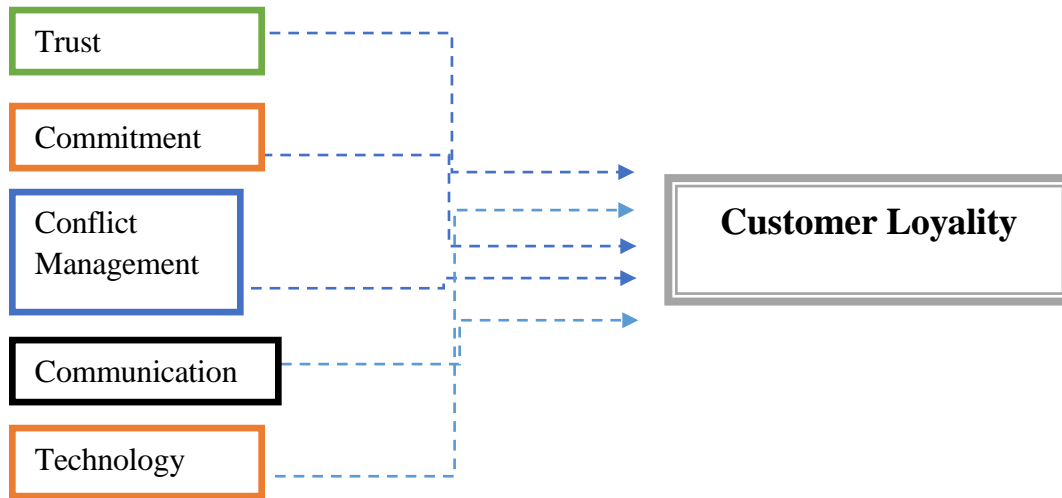 Trust
Commitment
Conflict
Management
Communication
Technology
Customer Loyality